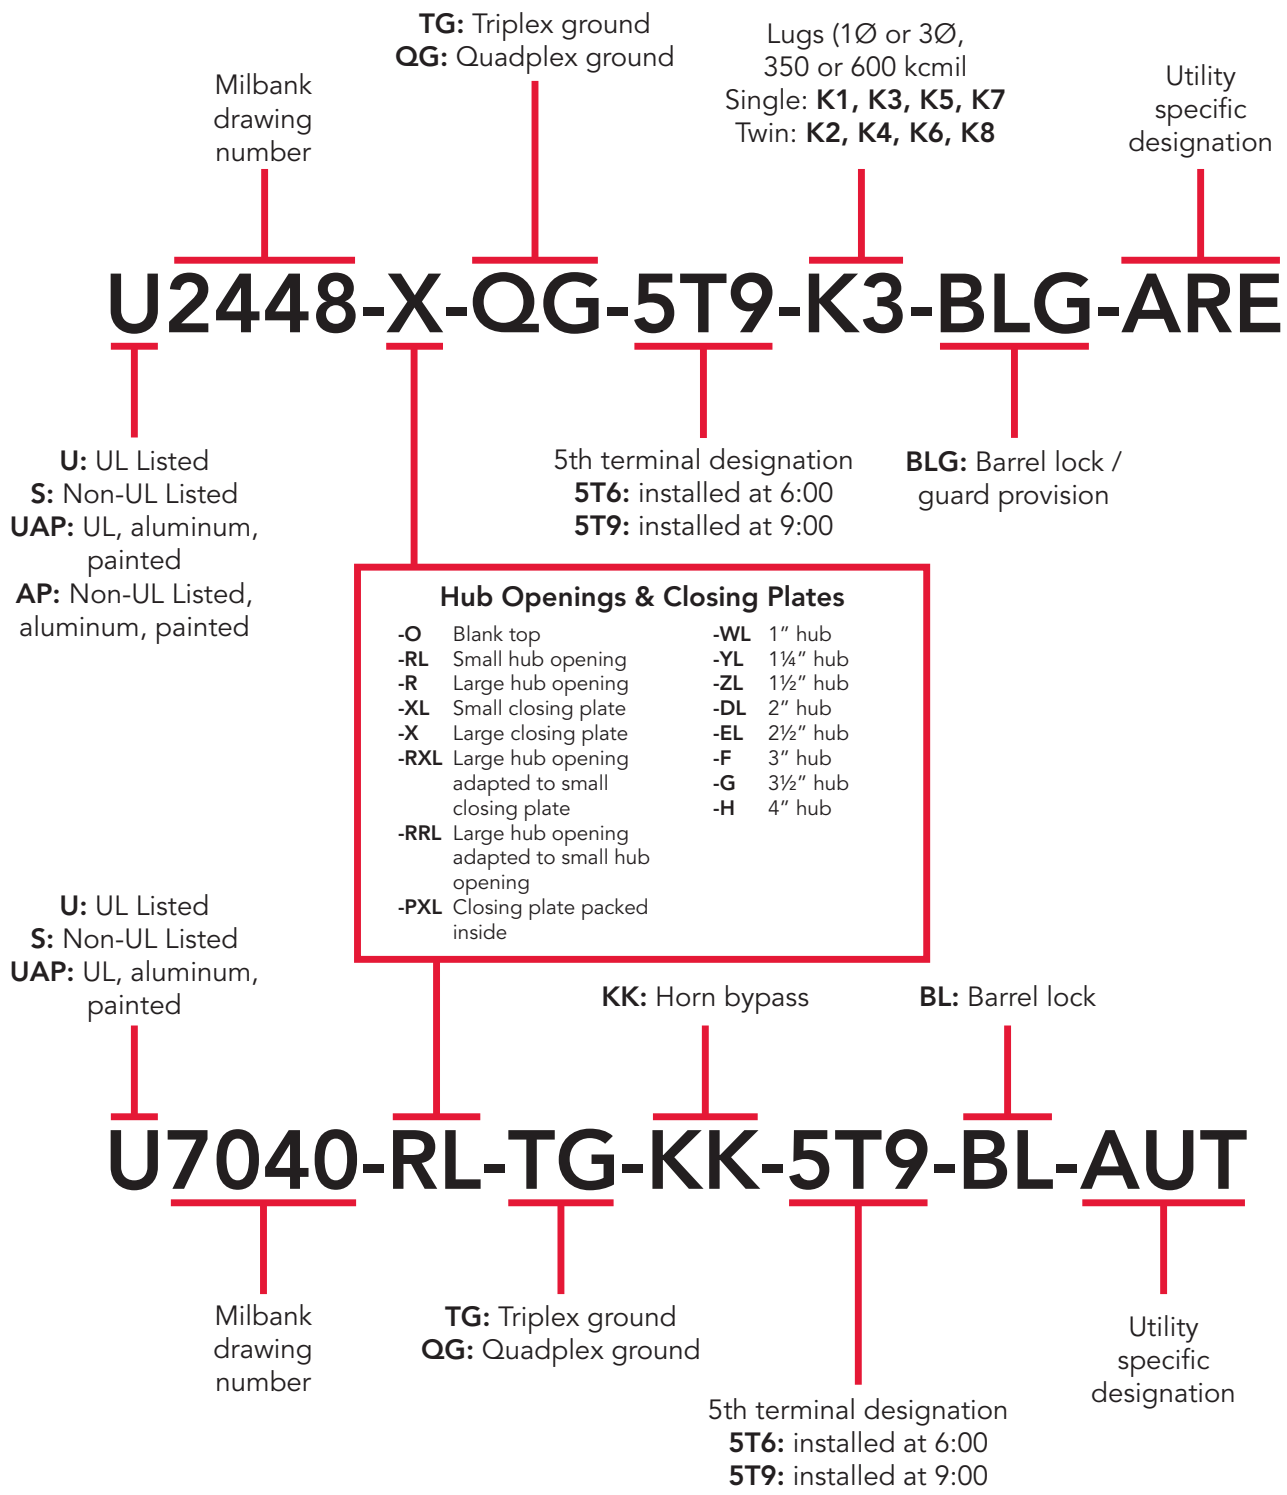 TG: Triplex ground
QG: Quadplex ground
Lugs (1Ø or 3Ø,
350 or 600 kcmil
Single: K1, K3, K5, K7
Twin: K2, K4, K6, K8
Milbank
drawing
number
Utility
specific
designation
U2448-X-QG-5T9-K3-BLG-ARE
U: UL Listed
S: Non-UL Listed
UAP: UL, aluminum,
painted
AP: Non-UL Listed,
aluminum, painted
5th terminal designation
5T6: installed at 6:00
5T9: installed at 9:00
BLG: Barrel lock /
guard provision
Hub Openings & Closing Plates
-O Blank top
-RL Small hub opening
-R Large hub opening
-XL Small closing plate
-X Large closing plate
-RXL Large hub opening
adapted to small
closing plate
-RRL Large hub opening
adapted to small hub
opening
-PXL Closing plate packed
inside
-WL 1” hub
-YL 1¼” hub
-ZL 1½” hub
-DL 2” hub
-EL 2½” hub
-F 3” hub
-G 3½” hub
-H 4” hub
U: UL Listed
S: Non-UL Listed
UAP: UL, aluminum,
painted
KK: Horn bypass
BL: Barrel lock
U7040-RL-TG-KK-5T9-BL-AUT
Milbank
drawing
number
TG: Triplex ground
QG: Quadplex ground
5th terminal designation
5T6: installed at 6:00
5T9: installed at 9:00
Utility
specific
designation